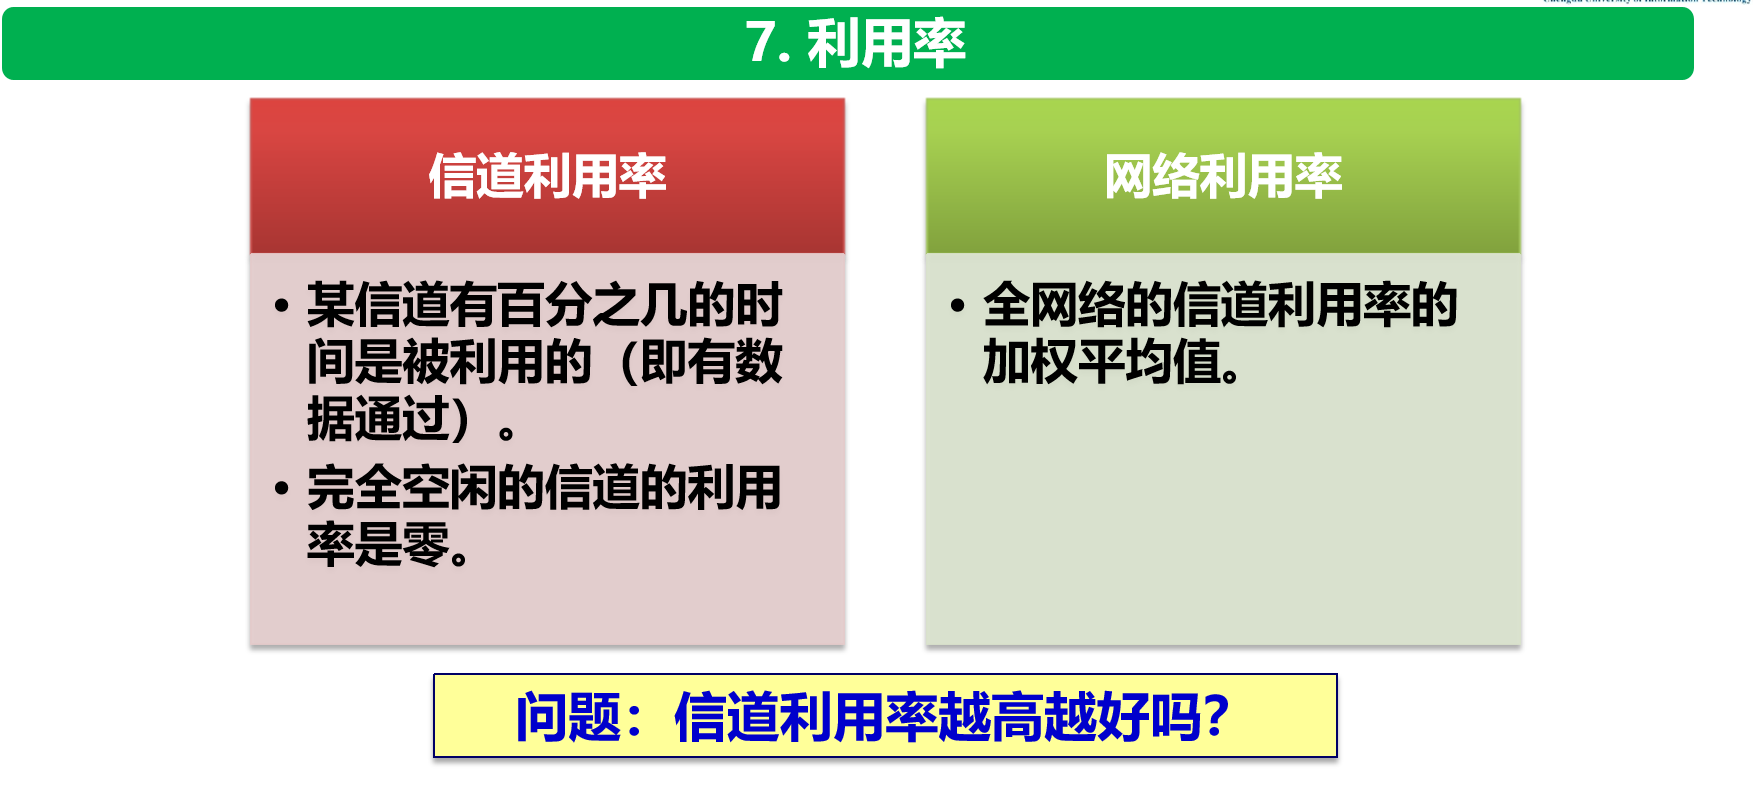 7. 利用率
信道利用率
• 某信道有百分之几的时
间是被利用的（即有数
据通过）。
• 完全空闲的信道的利用
率是零。
网络利用率
• 全网络的信道利用率的
加权平均值。
问题：信道利用率越高越好吗？